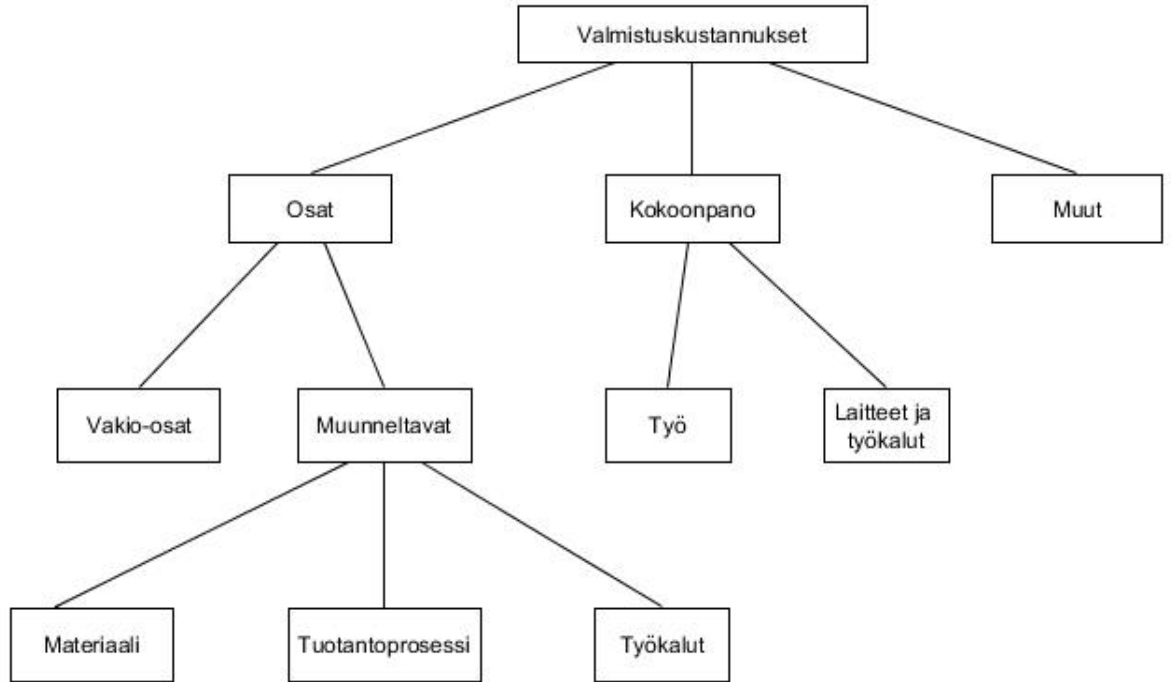 Valmistuskustannukset
Osat
Kokoonpano
Muut
Vakio-osat
Muunneltavat
Työ
Laitteet ja
työkalut
Materiaali
Tuotantoprosessi
Työkalut